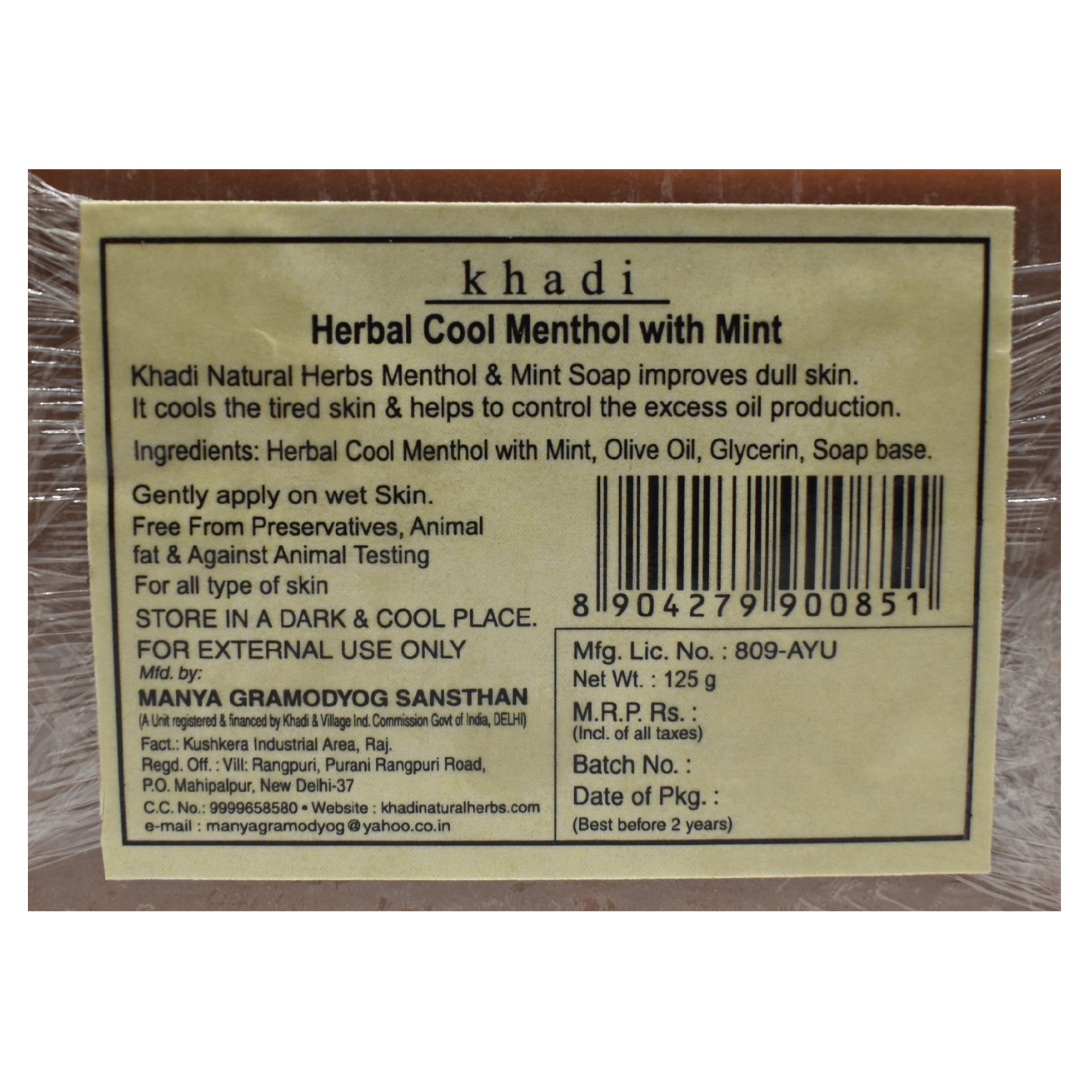 khadi
Herbal Cool Menthol with Mint
Khadi Natural Herbs Menthol & Mint Soap improves dull skin.
It cools the tired skin & helps to control the excess oil production.
Ingredients: Herbal Cool Menthol with Mint, Olive Oil, Glycerin, Soap base.
Gently apply on wet Skin.
Free From Preservatives, Animal
fat & Against Animal Testing
For all type of skin
STORE IN A DARK & COOL PLACE.
FOR EXTERNAL USE ONLY
Mfd. by:
MANYA GRAMODYOG SANSTHAN
(A Unit registered & financed by Khadi & Village Ind. Commission Govt of India, DELHI)
Fact.: Kushkera Industrial Area, Raj.
Regd. Off. : Vill: Rangpuri, Purani Rangpuri Road,
P.O. Mahipalpur, New Delhi-37
C.C. No.: 9999658580 • Website : khadinaturalherbs.com
e-mail : manyagramodyog@yahoo.co.in
8 904279 900851
Mfg. Lic. No. : 809-AYU
Net Wt. : 125 g
M.R.P. Rs. :
(Incl. of all taxes)
Batch No. :
Date of Pkg. :
(Best before 2 years)